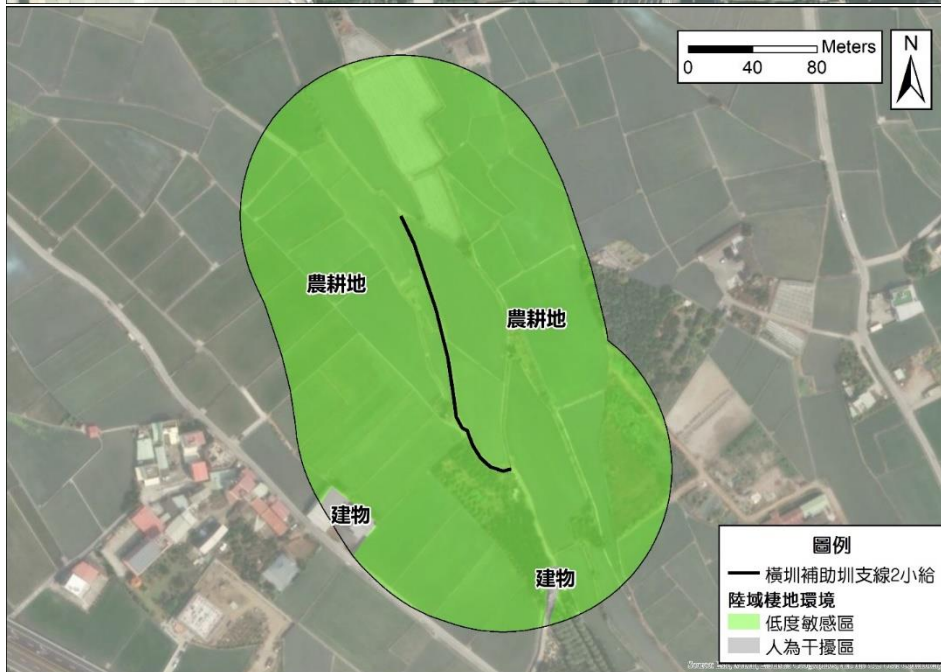 Meters
0 40 80
N
農耕地
農耕地
建物
建物
圖例
橫圳補助圳支線2小給
陸域棲地環境
低度敏感區
人為干擾區